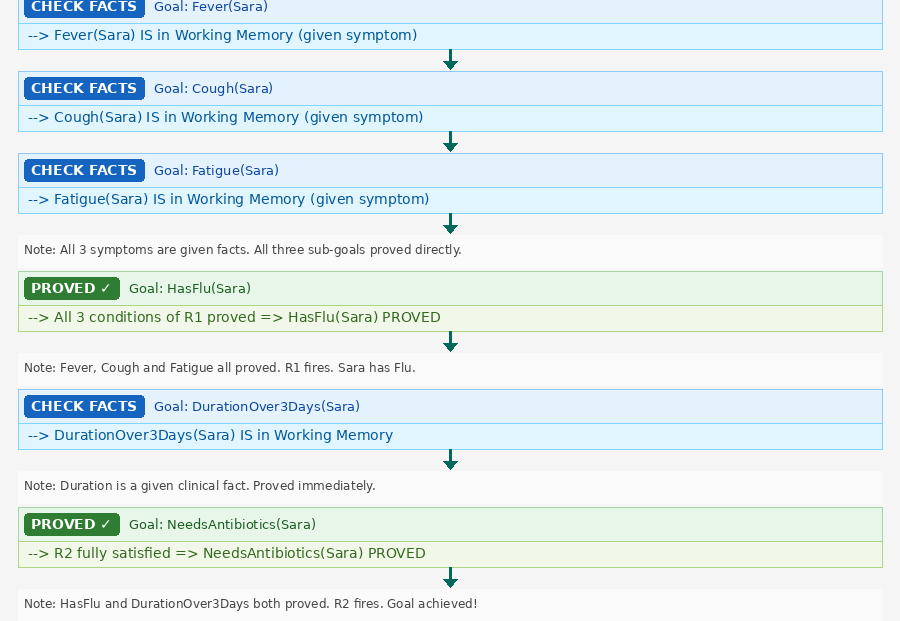 CHECK FACTS Goal: Fever(Sara)
--> Fever(Sara) IS in Working Memory (given symptom)
CHECK FACTS Goal: Cough(Sara)
--> Cough(Sara) IS in Working Memory (given symptom)
CHECK FACTS Goal: Fatigue(Sara)
--> Fatigue(Sara) IS in Working Memory (given symptom)
Note: All 3 symptoms are given facts. All three sub-goals proved directly.
PROVED ✓ Goal: HasFlu(Sara)
--> All 3 conditions of R1 proved => HasFlu(Sara) PROVED
Note: Fever, Cough and Fatigue all proved. R1 fires. Sara has Flu.
CHECK FACTS Goal: DurationOver3Days(Sara)
--> DurationOver3Days(Sara) IS in Working Memory
Note: Duration is a given clinical fact. Proved immediately.
PROVED ✓ Goal: NeedsAntibiotics(Sara)
--> R2 fully satisfied => NeedsAntibiotics(Sara) PROVED
Note: HasFlu and DurationOver3Days both proved. R2 fires. Goal achieved!